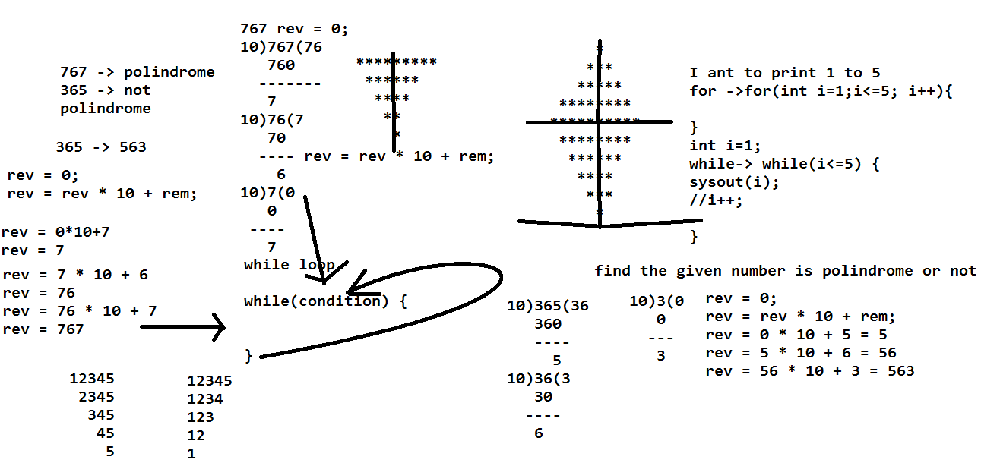 767 -> polindrome
365 -> not
polindrome
365 -> 563
rev = 0;
rev = rev * 10 + rem;
rev = 0*10+7
rev = 7
rev = 7 * 10 + 6
rev = 76
rev = 76 * 10 + 7
rev = 767
12345
2345
345
45
5
12345
1234
123
12
1
767 rev = 0;
10)767(76
760
-------
7
10)76(7
70
---- rev = rev * 10 + rem;
6
10)7(0
0
----
7
while loop
while(condition) {
}
*********
******
****
**
*
*
***
*****
********
**********
********
******
****
***
*
I ant to print 1 to 5
for ->for(int i=1;i<=5; i++){
}
int i=1;
while-> while(i<=5) {
sysout(i);
//i++;
}
find the given number is polindrome or not
10)365(36
360
----
5
10)36(3
30
----
6
10)3(0
0
---
3
rev = 0;
rev = rev * 10 + rem;
rev = 0 * 10 + 5 = 5
rev = 5 * 10 + 6 = 56
rev = 56 * 10 + 3 = 563